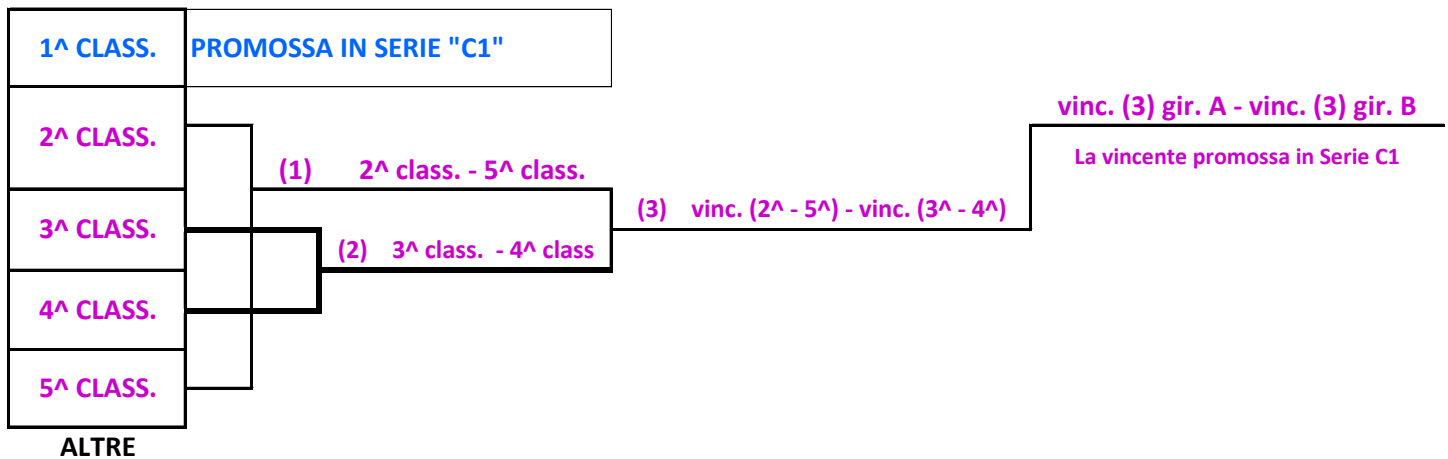 1^ CLASS. PROMOSSA IN SERIE "C1"
vinc. (3) gir. A - vinc. (3) gir. B
2^ CLASS.
La vincente promossa in Serie C1
(1) 2^ class. - 5^ class.
3^ CLASS.
(3) vinc. (2^ - 5^) - vinc. (3^ - 4^)
(2) 3^ class. - 4^ class
4^ CLASS.
5^ CLASS.
ALTRE